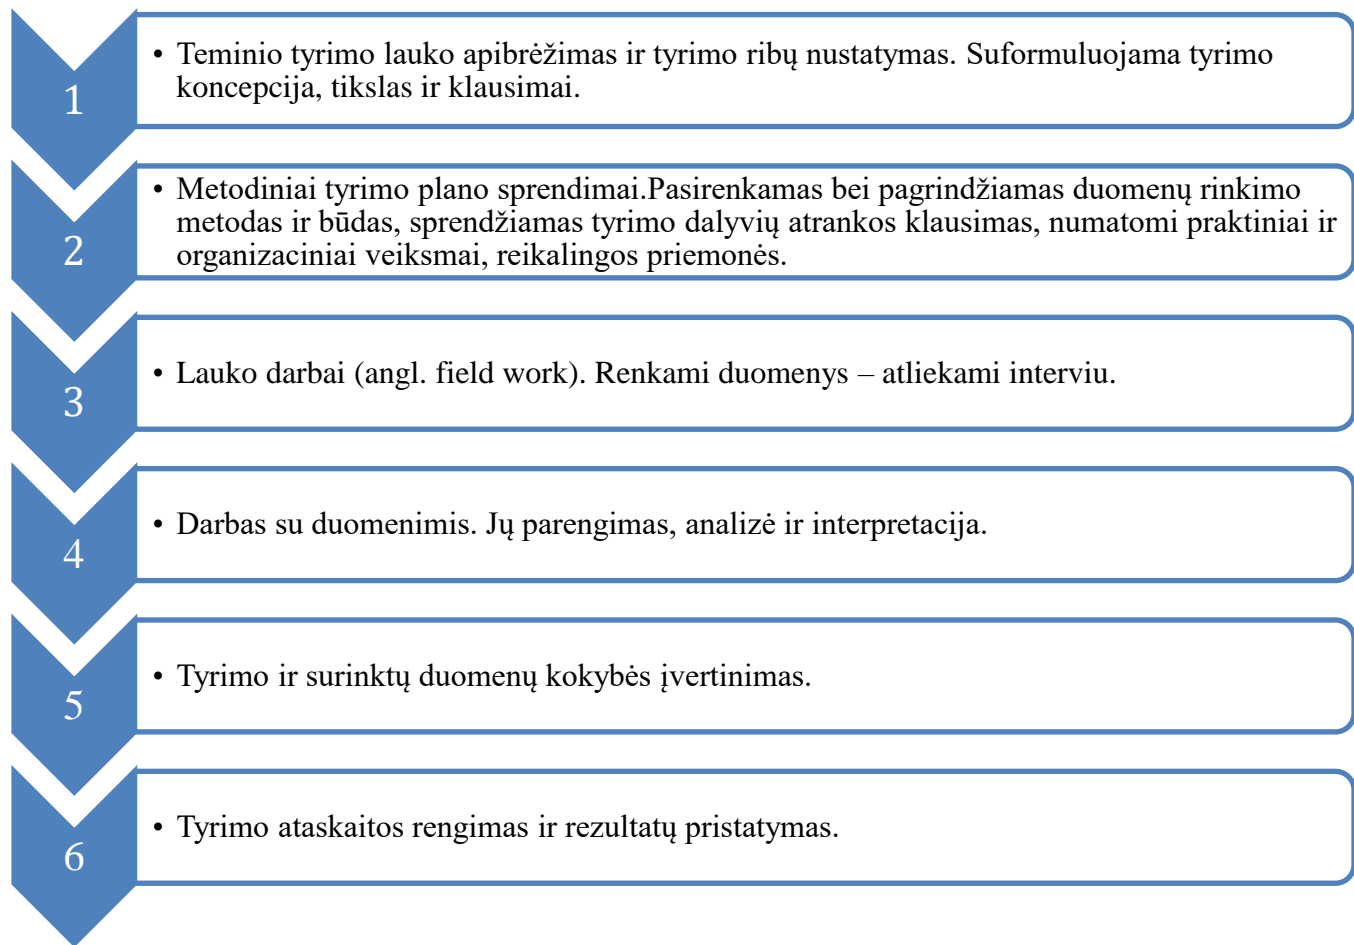 1
• Teminio tyrimo lauko apibrėžimas ir tyrimo ribų nustatymas. Suformuluojama tyrimo
koncepcija, tikslas ir klausimai.
2
• Metodiniai tyrimo plano sprendimai.Pasirenkamas bei pagrindžiamas duomenų rinkimo
metodas ir būdas, sprendžiamas tyrimo dalyvių atrankos klausimas, numatomi praktiniai ir
organizaciniai veiksmai, reikalingos priemonės.
3
• Lauko darbai (angl. field work). Renkami duomenys – atliekami interviu.
4
• Darbas su duomenimis. Jų parengimas, analizė ir interpretacija.
5
• Tyrimo ir surinktų duomenų kokybės įvertinimas.
6
• Tyrimo ataskaitos rengimas ir rezultatų pristatymas.